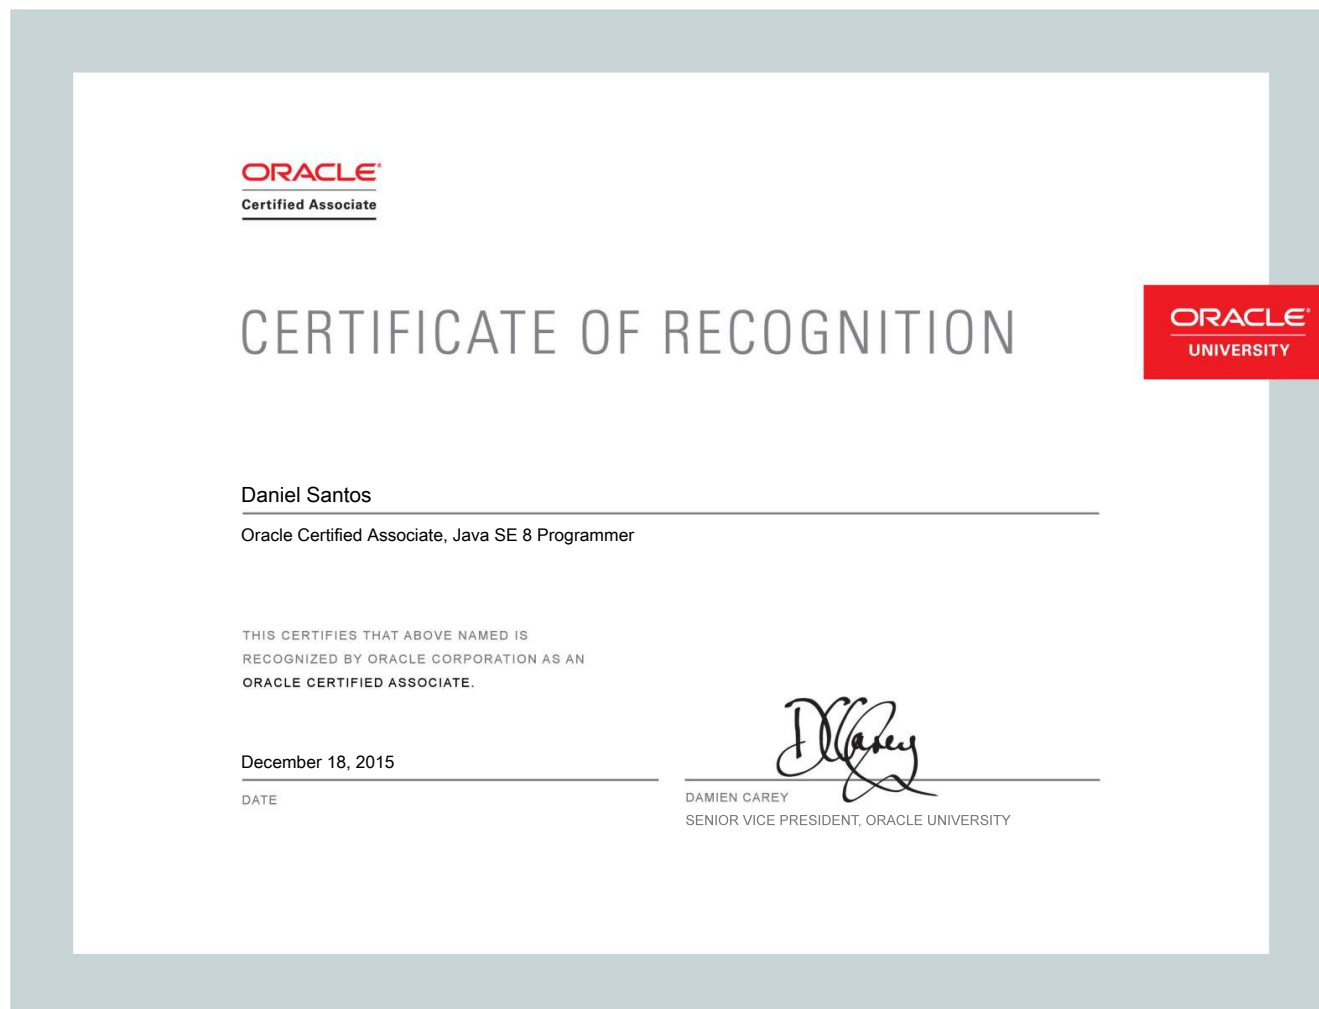 ORACLE®
Certified Associate
CERTIFICATE OF RECOGNITION
ORACLE®
UNIVERSITY
Daniel Santos
Oracle Certified Associate, Java SE 8 Programmer
THIS CERTIFIES THAT ABOVE NAMED IS
RECOGNIZED BY ORACLE CORPORATION AS AN
ORACLE CERTIFIED ASSOCIATE.
DCarey
December 18, 2015
DATE
DAMIEN CAREY
SENIOR VICE PRESIDENT, ORACLE UNIVERSITY